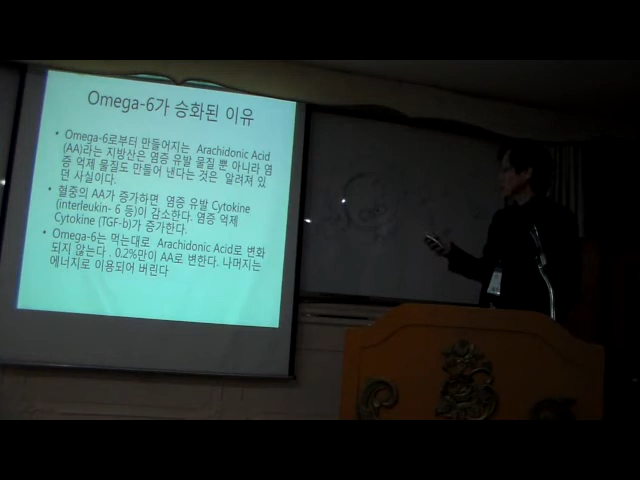 Omega-6가 승화된 이유
• Omega-6로부터 만들어지는 Arachidonic Acid
(AA)라는 지방산은 염증 유발 물질 뿐 아니라 염
증 억제 물질도 만들어 낸다는 것은 알려져 있
던 사실이다.
• 혈중의 AA가 증가하면 염증 유발 Cytokine
(interleukin- 6 등)이 감소한다. 염증 억제
Cytokine (TGF-b)가 증가한다.
• Omega-6는 먹는대로 Arachidonic Acid로 변화
되지 않는다 . 0.2%만이 AA로 변한다. 나머지는
에너지로 이용되어 버린다